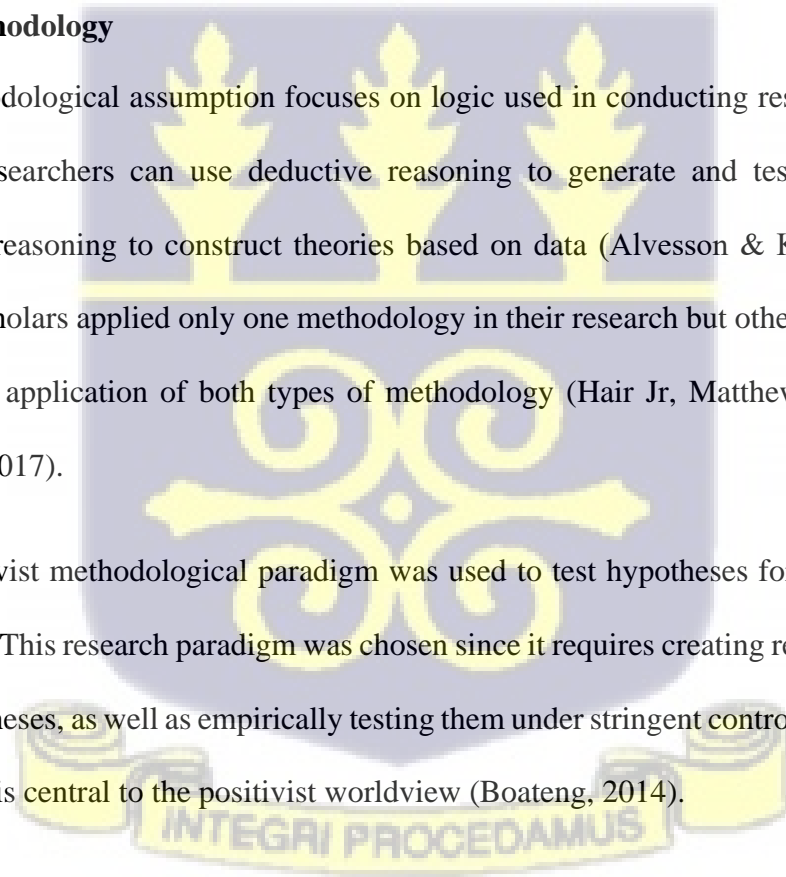 nodology
odological assumption focuses on logic used in conducting res
searchers can use deductive reasoning to generate and tes
reasoning to construct theories based on data (Alvesson & K
holars applied only one methodology in their research but othe
application of both types of methodology (Hair Jr, Matthew
017).
vist methodological paradigm was used to test hypotheses for
This research paradigm was chosen since it requires creating re
heses, as well as empirically testing them under stringent contro
is central to the positivist worldview (Boateng, 2014).
INTEGRI PROCEDAMUS